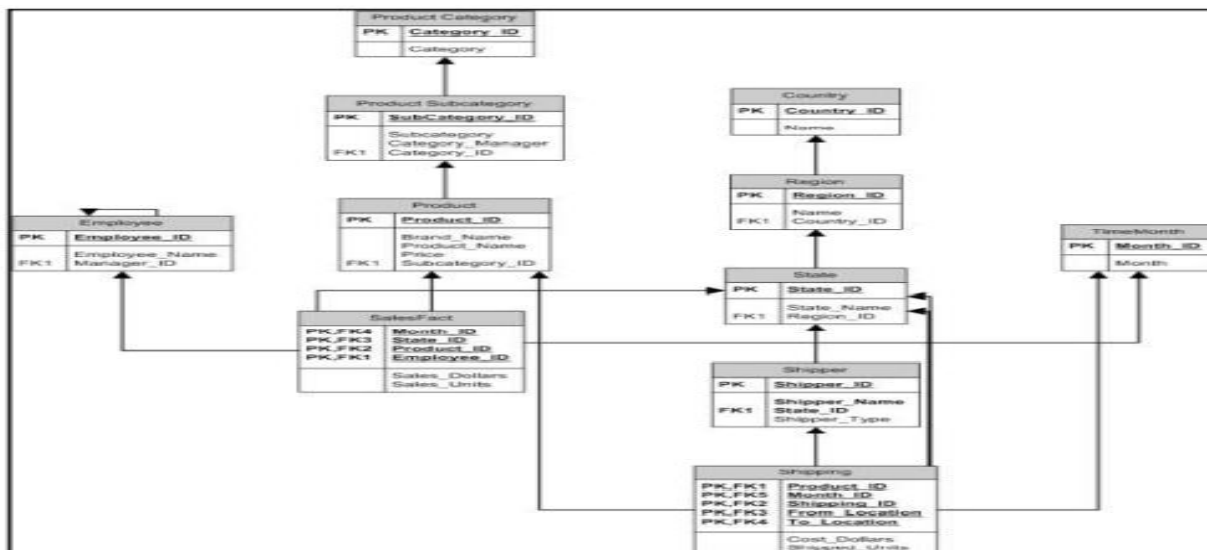 Product Category
PK Category_ID
Category
Product Subcategory
PK SubCategory_ID
Subcategory
Category_Manager
FK1 Category_ID
Country
PK Country_ID
Name
Region
PK Region_ID
Name
FK1 Country_ID
Product
PK Product_ID
Brand_Name
Product_Name
Price
FK1 Subcategory_ID
Employee
PK Employee_ID
Employee_Name
FK1 Manager_ID
TimeMonth
PK Month_ID
Month
State
PK State_ID
State_Name
FK1 Region_ID
SalesFact
PK,FK4 Month_ID
PK,FK3 State_ID
PK,FK2 Product_ID
PK,FK1 Employee_ID
Sales_Dollars
Sales_Units
Shipper
PK Shipper_ID
Shipper_Name
FK1 State_ID
Shipper_Type
Shipping
PK,FK1 Product_ID
PK,FK5 Month_ID
PK,FK2 Shipping_ID
PK,FK3 From_Location
PK,FK4 To_Location
Cost_Dollars
Shipped_Units